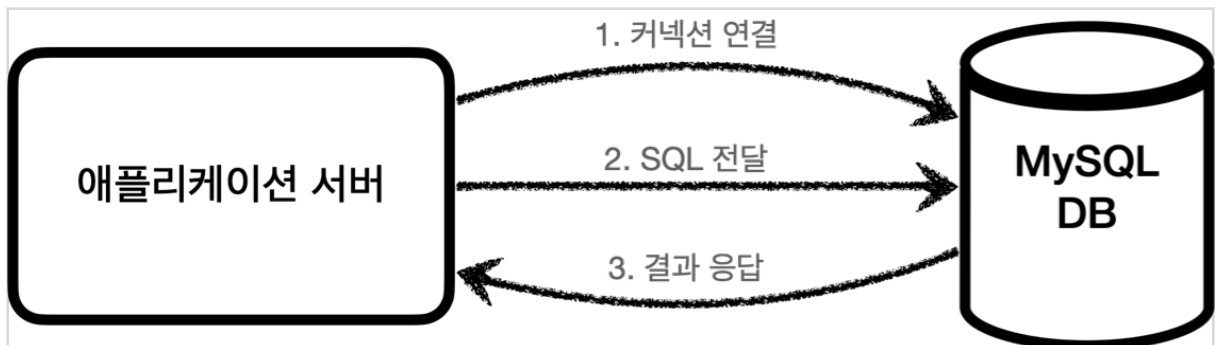 1. 커넥션 연결
애플리케이션 서버
2. SQL 전달
MySQL
DB
3. 결과 응답